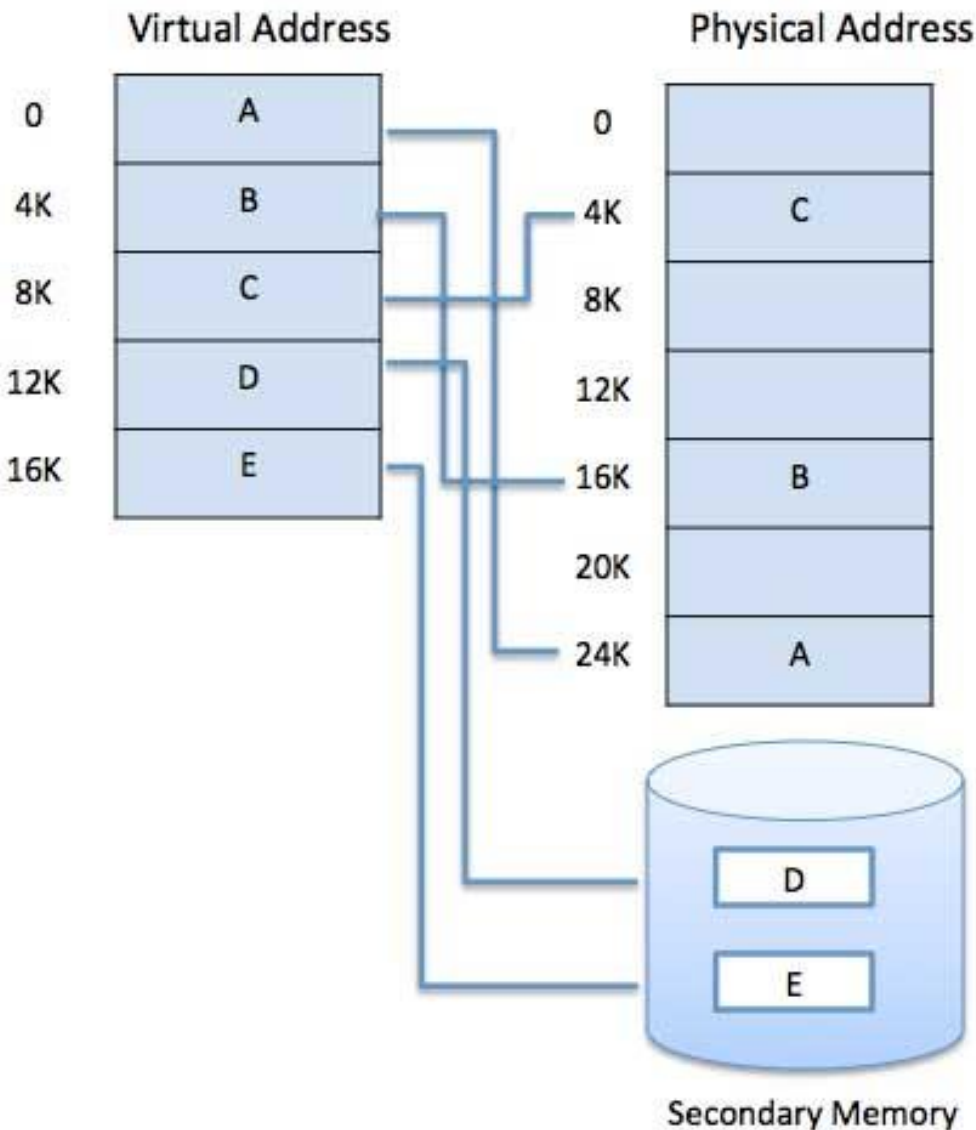 Virtual Address
0
A
4K
B
8K
C
12K
D
16K
E
Physical Address
0
4K
C
8K
12K
16K
B
20K
24K
A
D
E
Secondary Memory